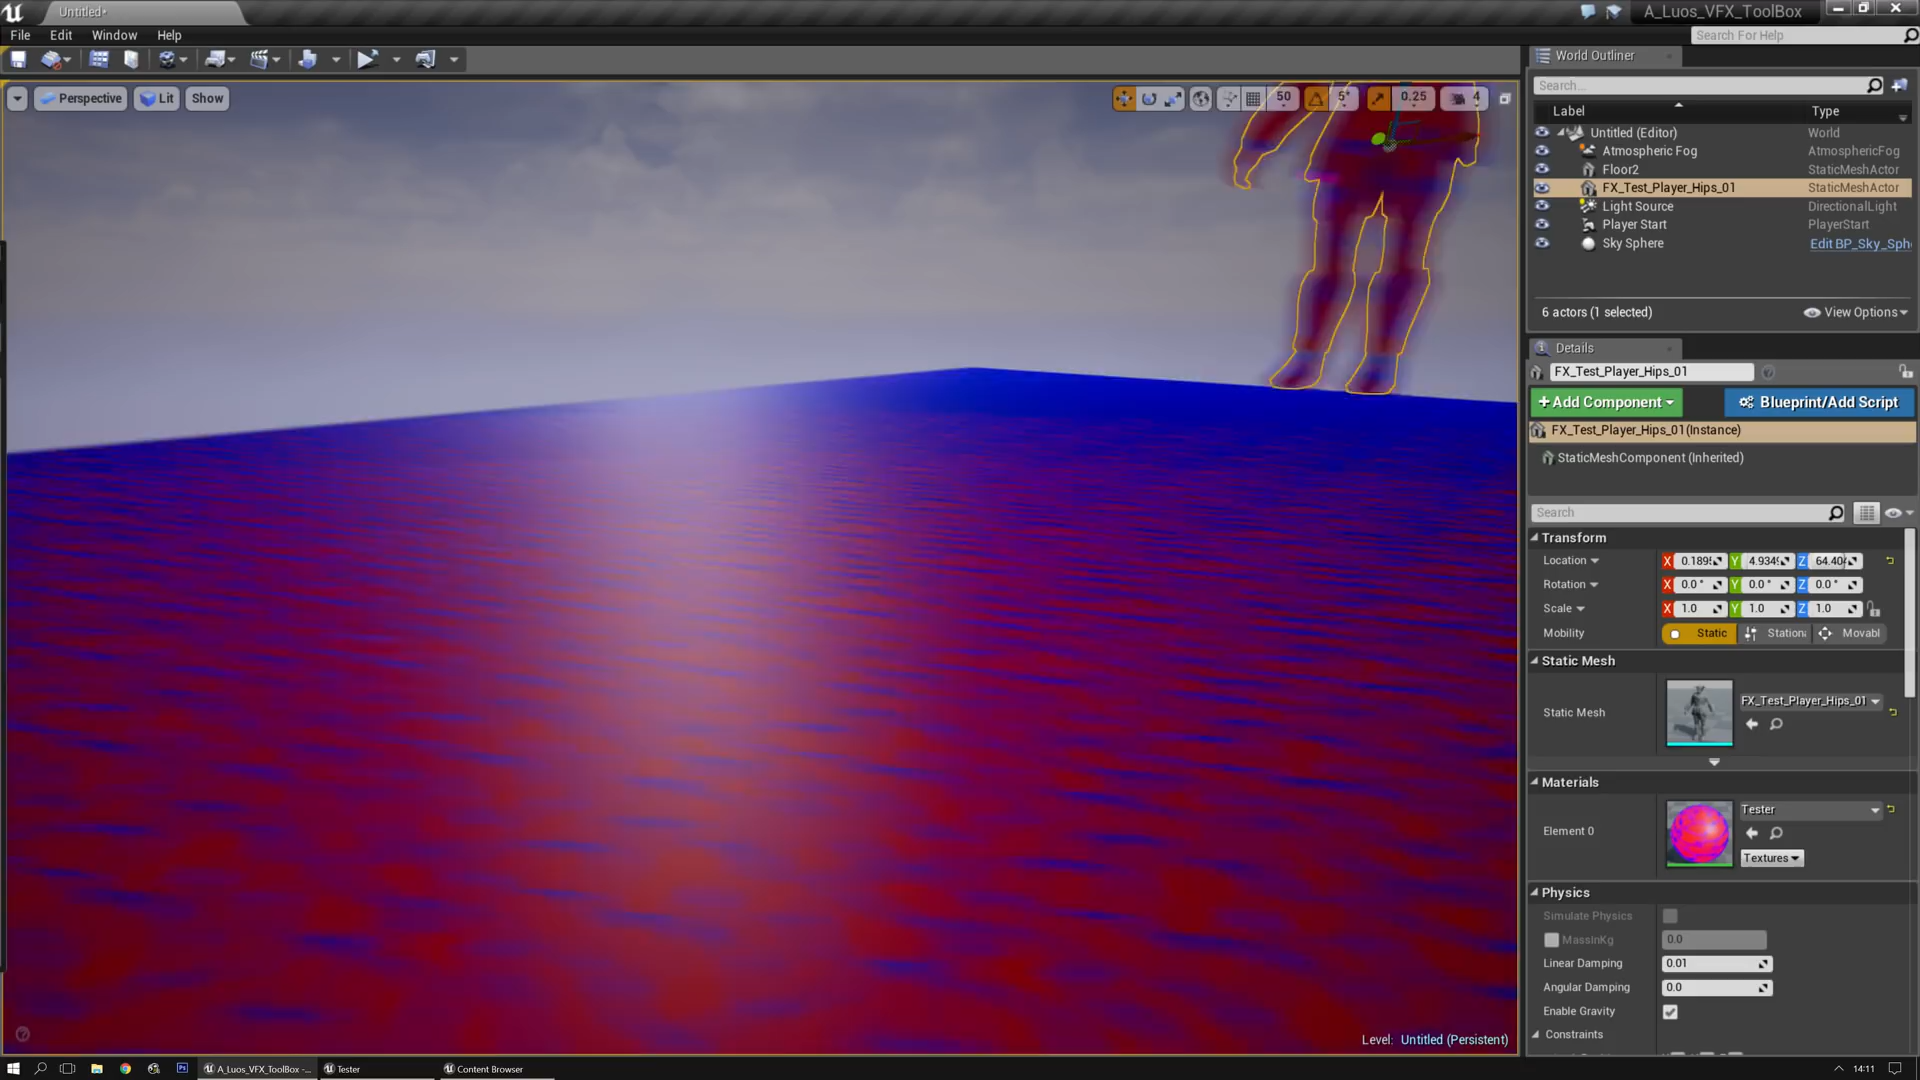 Untitled*
A_Luos_VFX_ToolBox
File Edit Window Help
Search For Help
Perspective Lit Show
50 5° 0.25 4
World Outliner
Search...
Label Type
Untitled (Editor) World
Atmospheric Fog AtmosphericFog
Floor2 StaticMeshActor
FX_Test_Player_Hips_01 StaticMeshActor
Light Source DirectionalLight
Player Start PlayerStart
Sky Sphere Edit BP_Sky_Sph
6 actors (1 selected) View Options
Details
FX_Test_Player_Hips_01
+Add Component Blueprint/Add Script
FX_Test_Player_Hips_01(Instance)
StaticMeshComponent (Inherited)
Search
Transform
Location X 0.189 Y 4.934 Z 64.40
Rotation X 0.0 ° Y 0.0 ° Z 0.0 °
Scale X 1.0 Y 1.0 Z 1.0
Mobility Static Station Movabl
Static Mesh
Static Mesh FX_Test_Player_Hips_01
Materials
Element 0 Tester
Textures
Physics
Simulate Physics
MassInKg 0.0
Linear Damping 0.01
Angular Damping 0.0
Enable Gravity
Constraints
Level: Untitled (Persistent)
A_Luos_VFX_ToolBox -... Tester Content Browser 14:11